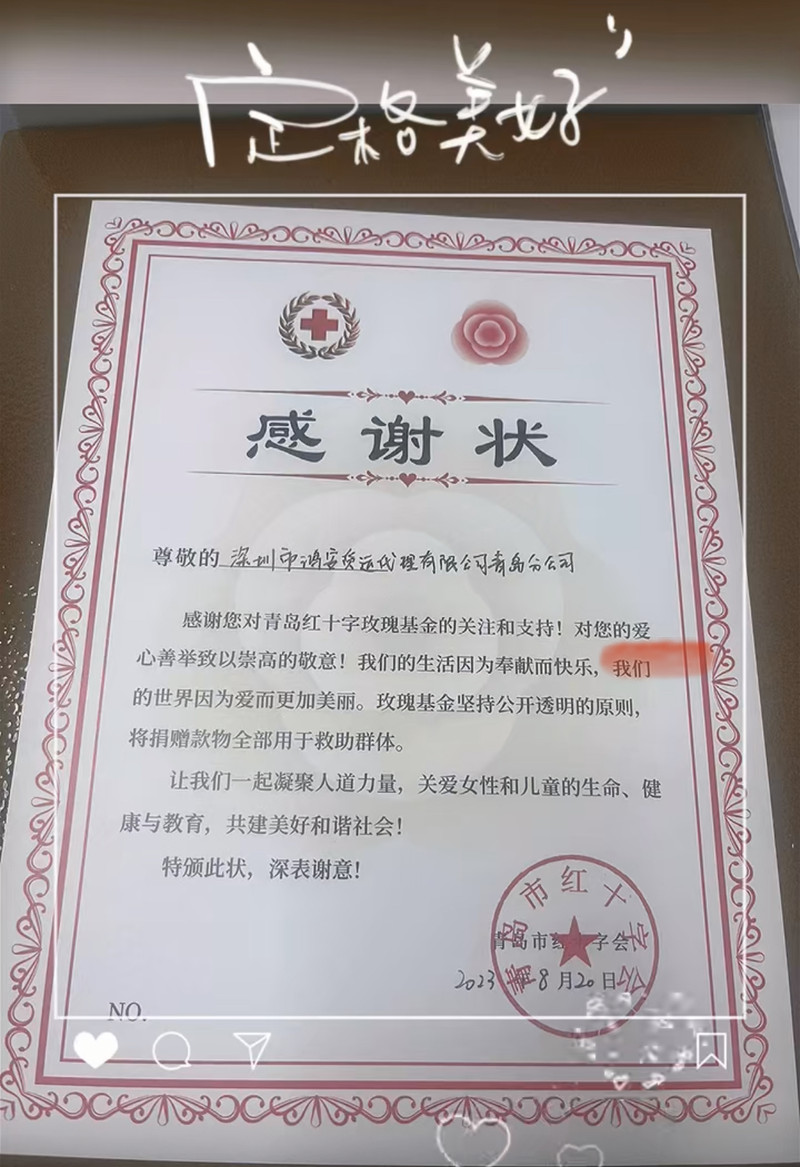 定格美好
感谢状
尊敬的 深圳市鸿安货运代理有限公司青岛分公司
感谢您对青岛红十字玫瑰基金的关注和支持！对您的爱
心善举致以崇高的敬意！我们的生活因为奉献而快乐，我们
的世界因为爱而更加美丽。玫瑰基金坚持公开透明的原则，
将捐赠款物全部用于救助群体。
让我们一起凝聚人道力量，关爱女性和儿童的生命、健
康与教育，共建美好和谐社会！
特颁此状，深表谢意！
青岛市红十字会
青岛市红十字会
2023年8月20日
NO.